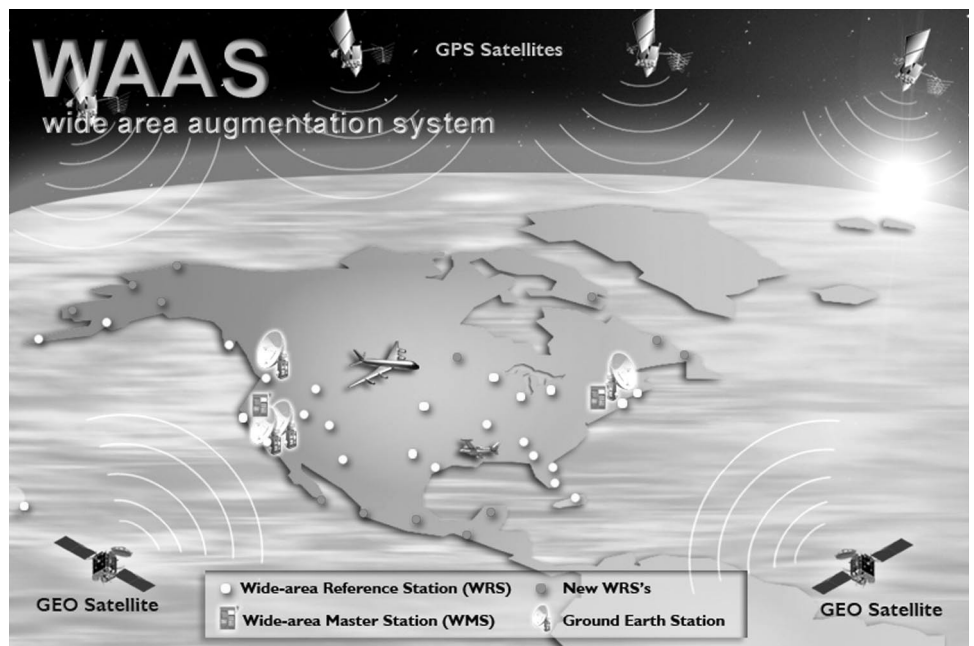 WAAS
wide area augmentation system
GPS Satellites
GEO Satellite
GEO Satellite
Wide-area Reference Station (WRS)
New WRS's
Wide-area Master Station (WMS)
Ground Earth Station